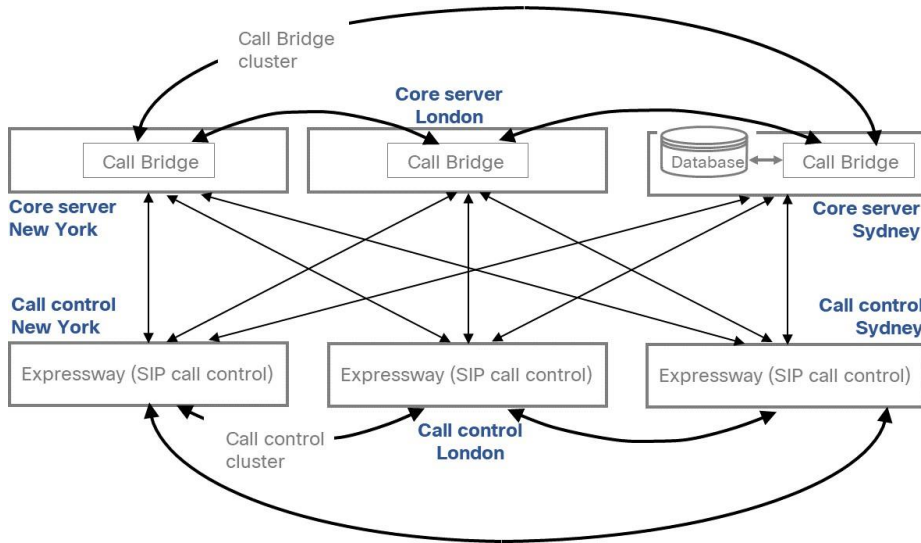 Call Bridge
cluster
Core server
London
Call Bridge
Call Bridge
Database
Call Bridge
Core server
New York
Core server
Sydney
Call control
New York
Call control
Sydney
Expressway (SIP call control)
Expressway (SIP call control)
Expressway (SIP call control)
Call control
cluster
Call control
London